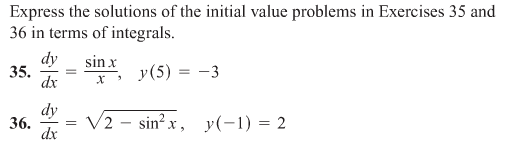 Express the solutions of the initial value problems in Exercises 35 and
36 in terms of integrals.
35. dy/dx = sin x/x, y(5) = −3
36. dy/dx = √(2 − sin² x), y(−1) = 2